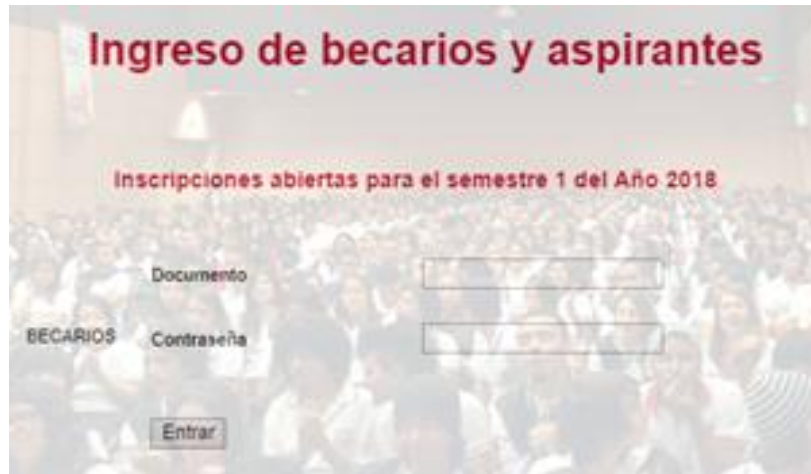 Ingreso de becarios y aspirantes
Inscripciones abiertas para el semestre 1 del Año 2018
Documento
BECARIOS Contraseña
Entrar